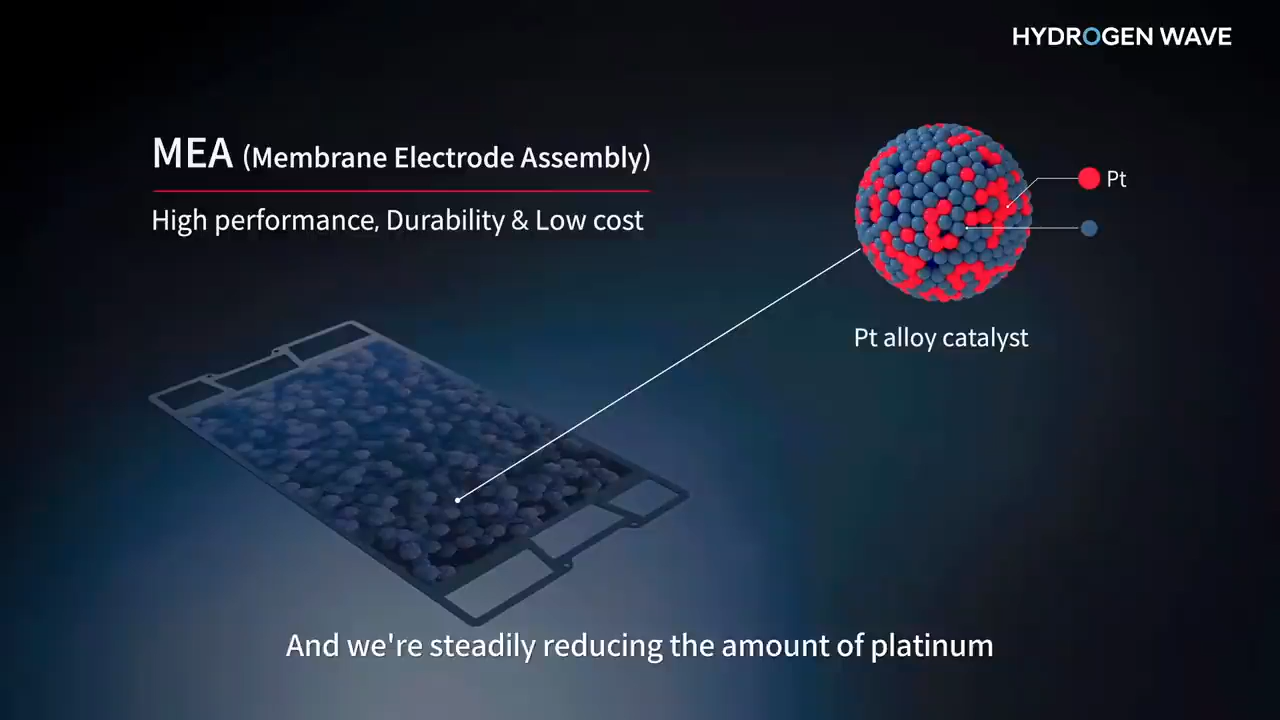 HYDROGEN WAVE
MEA (Membrane Electrode Assembly)
High performance, Durability & Low cost
Pt
Pt alloy catalyst
And we're steadily reducing the amount of platinum